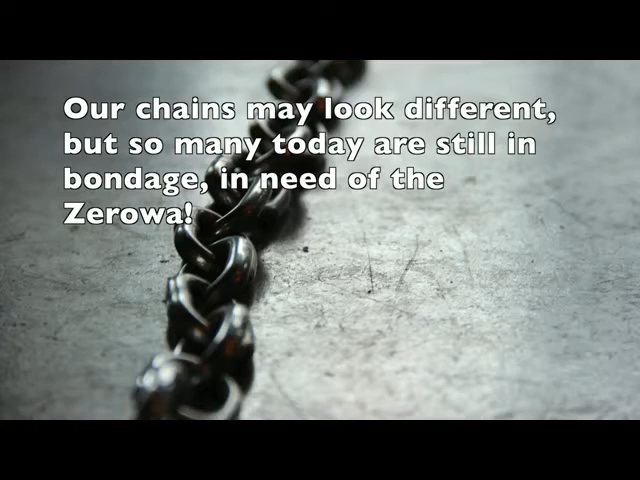 Our chains may look different,
but so many today are still in
bondage, in need of the
Zerowa!